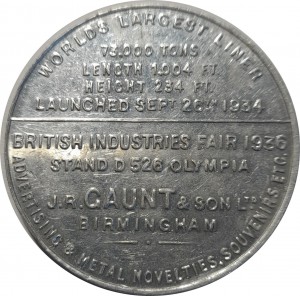 WORLDS LARGEST LINER
73,000 TONS
LENGTH 1,004 FT.
HEIGHT 234 FT.
LAUNCHED SEPT 26TH 1934
BRITISH INDUSTRIES FAIR 1936
STAND D 526 OLYMPIA
J.R. GAUNT & SON LTD
BIRMINGHAM
ADVERTISING & METAL NOVELTIES, SOUVENIRS ETC.